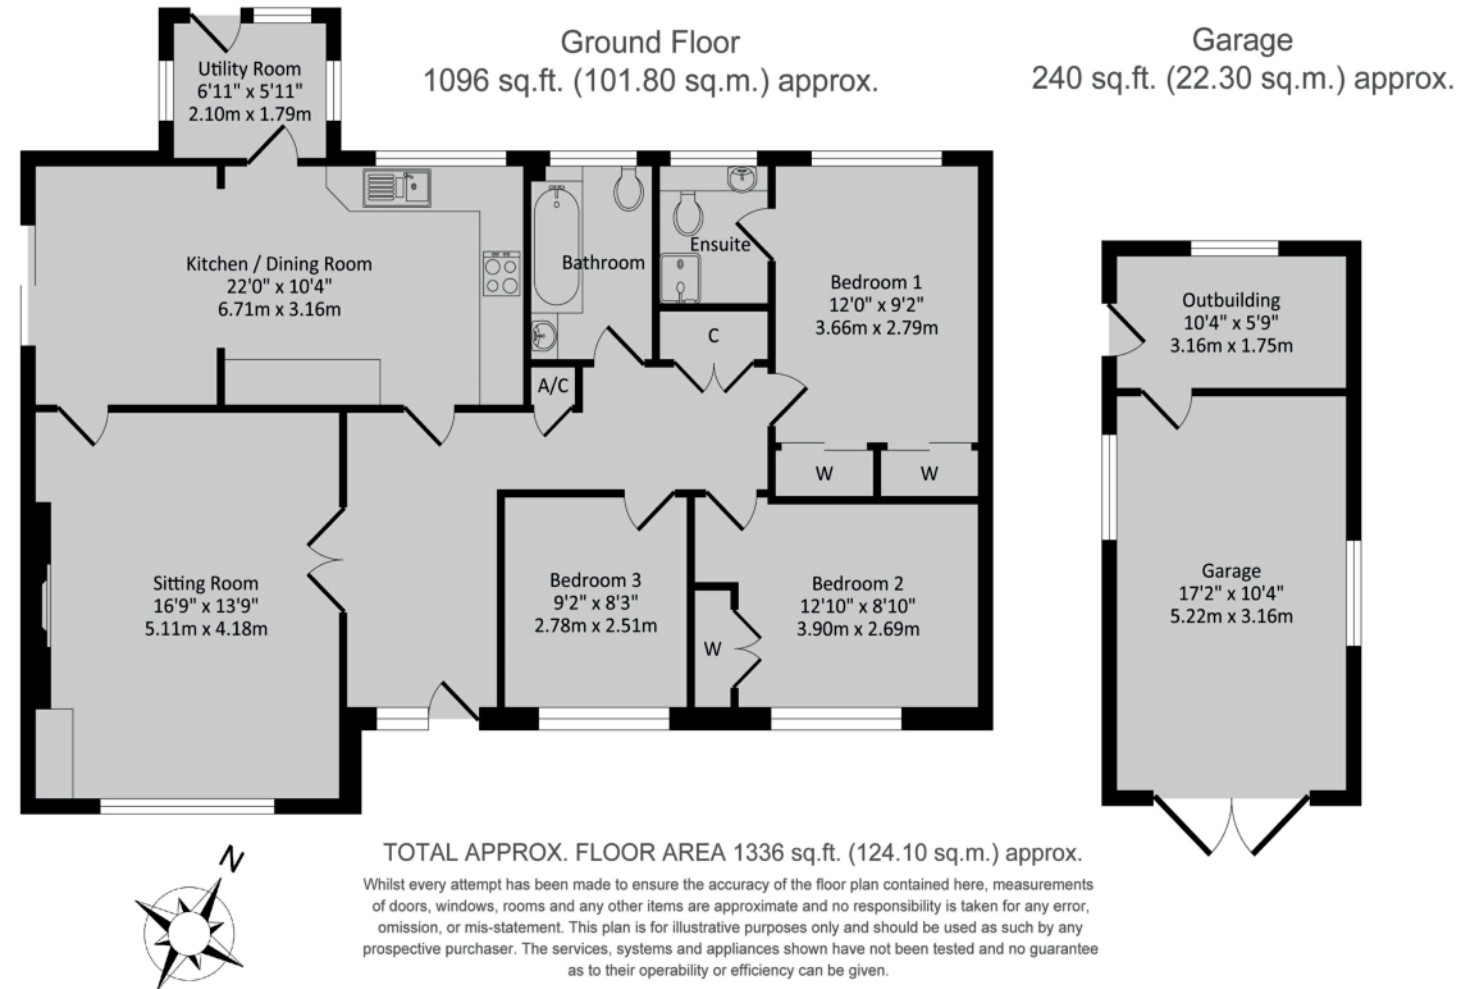 Ground Floor
1096 sq.ft. (101.80 sq.m.) approx.
Garage
240 sq.ft. (22.30 sq.m.) approx.
Utility Room
6'11" x 5'11"
2.10m x 1.79m
Kitchen / Dining Room
22'0" x 10'4"
6.71m x 3.16m
Bathroom
Ensuite
Bedroom 1
12'0" x 9'2"
3.66m x 2.79m
C
A/C
W
W
Outbuilding
10'4" x 5'9"
3.16m x 1.75m
Sitting Room
16'9" x 13'9"
5.11m x 4.18m
Bedroom 3
9'2" x 8'3"
2.78m x 2.51m
Bedroom 2
12'10" x 8'10"
3.90m x 2.69m
W
Garage
17'2" x 10'4"
5.22m x 3.16m
N
TOTAL APPROX. FLOOR AREA 1336 sq.ft. (124.10 sq.m.) approx.
Whilst every attempt has been made to ensure the accuracy of the floor plan contained here, measurements
of doors, windows, rooms and any other items are approximate and no responsibility is taken for any error,
omission, or mis-statement. This plan is for illustrative purposes only and should be used as such by any
prospective purchaser. The services, systems and appliances shown have not been tested and no guarantee
as to their operability or efficiency can be given.